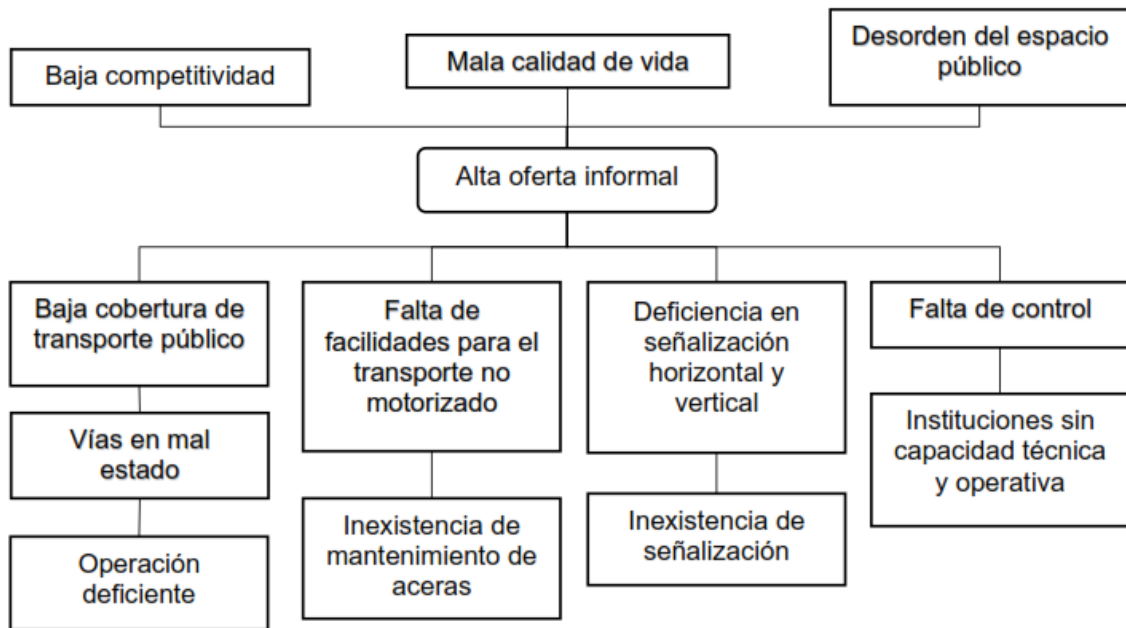 Baja competitividad
Mala calidad de vida
Desorden del espacio
público
Alta oferta informal
Baja cobertura de
transporte público
Falta de
facilidades para el
transporte no
motorizado
Deficiencia en
señalización
horizontal y
vertical
Falta de control
Vías en mal
estado
Instituciones sin
capacidad técnica
y operativa
Operación
deficiente
Inexistencia de
mantenimiento de
aceras
Inexistencia de
señalización